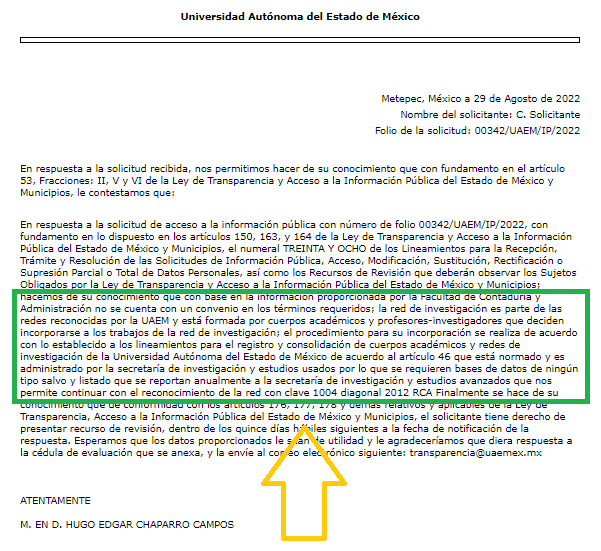 Universidad Autónoma del Estado de México
Metepec, México a 29 de Agosto de 2022
Nombre del solicitante: C. Solicitante
Folio de la solicitud: 00342/UAEM/IP/2022
En respuesta a la solicitud recibida, nos permitimos hacer de su conocimiento que con fundamento en el artículo
53, Fracciones: II, V y VI de la Ley de Transparencia y Acceso a la Información Pública del Estado de México y
Municipios, le contestamos que:
En respuesta a la solicitud de acceso a la información pública con número de folio 00342/UAEM/IP/2022, con
fundamento en lo dispuesto en los artículos 150, 163, y 164 de la Ley de Transparencia y Acceso a la Información
Pública del Estado de México y Municipios, el numeral TREINTA Y OCHO de los Lineamientos para la Recepción,
Trámite y Resolución de las Solicitudes de Información Pública, Acceso, Modificación, Sustitución, Rectificación o
Supresión Parcial o Total de Datos Personales, así como los Recursos de Revisión que deberán observar los Sujetos
Obligados por la Ley de Transparencia y Acceso a la Información Pública del Estado de México y Municipios;
hacemos de su conocimiento que con base en la información proporcionada por la Facultad de Contaduría y
Administración no se cuenta con un convenio en los términos requeridos; la red de investigación es parte de las
redes reconocidas por la UAEM y está formada por cuerpos académicos y profesores-investigadores que deciden
incorporarse a los trabajos de la red de investigación; el procedimiento para su incorporación se realiza de acuerdo
con lo establecido a los lineamientos para el registro y consolidación de cuerpos académicos y redes de
investigación de la Universidad Autónoma del Estado de México de acuerdo al artículo 46 que está normado y es
administrado por la secretaría de investigación y estudios usados por lo que se requieren bases de datos de ningún
tipo salvo y listado que se reportan anualmente a la secretaría de investigación y estudios avanzados que nos
permite continuar con el reconocimiento de la red con clave 1004 diagonal 2012 RCA Finalmente se hace de su
conocimiento que de conformidad con los artículos 176, 177, 178 y demás relativos y aplicables de la Ley de
Transparencia, Acceso a la Información Pública del Estado de México y Municipios, el solicitante tiene derecho de
presentar recurso de revisión, dentro de los quince días hábiles siguientes a la fecha de notificación de la
respuesta. Esperamos que los datos proporcionados le sean de utilidad y le agradeceríamos que diera respuesta a
la cédula de evaluación que se anexa, y la envíe al correo electrónico siguiente: transparencia@uaemex.mx
ATENTAMENTE
M. EN D. HUGO EDGAR CHAPARRO CAMPOS